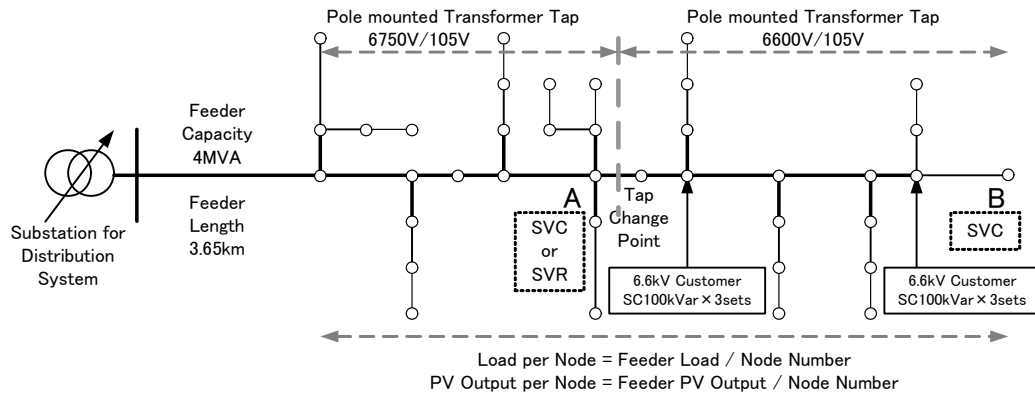 Pole mounted Transformer Tap
6750V/105V
Pole mounted Transformer Tap
6600V/105V
Feeder
Capacity
4MVA
Feeder
Length
3.65km
Substation for
Distribution
System
A
SVC
or
SVR
Tap
Change
Point
B
SVC
6.6kV Customer
SC100kVar×3sets
6.6kV Customer
SC100kVar×3sets
Load per Node = Feeder Load / Node Number
PV Output per Node = Feeder PV Output / Node Number